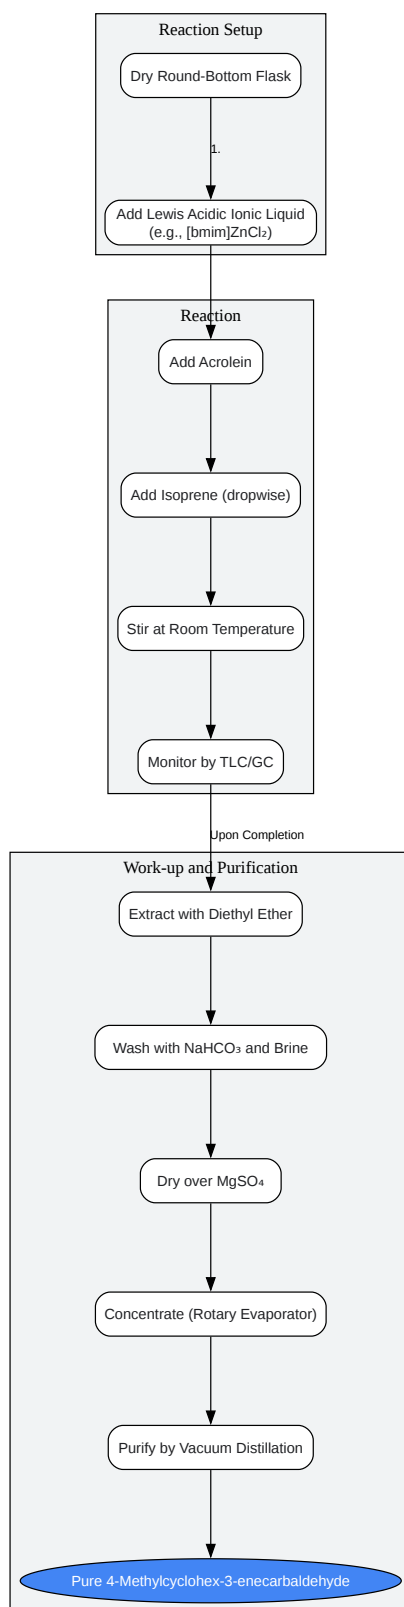 Reaction Setup
Dry Round-Bottom Flask
1.
Add Lewis Acidic Ionic Liquid
(e.g., [bmim]ZnCl₂)
Reaction
Add Acrolein
Add Isoprene (dropwise)
Stir at Room Temperature
Monitor by TLC/GC
Upon Completion
Work-up and Purification
Extract with Diethyl Ether
Wash with NaHCO₃ and Brine
Dry over MgSO₄
Concentrate (Rotary Evaporator)
Purify by Vacuum Distillation
Pure 4-Methylcyclohex-3-enecarbaldehyde